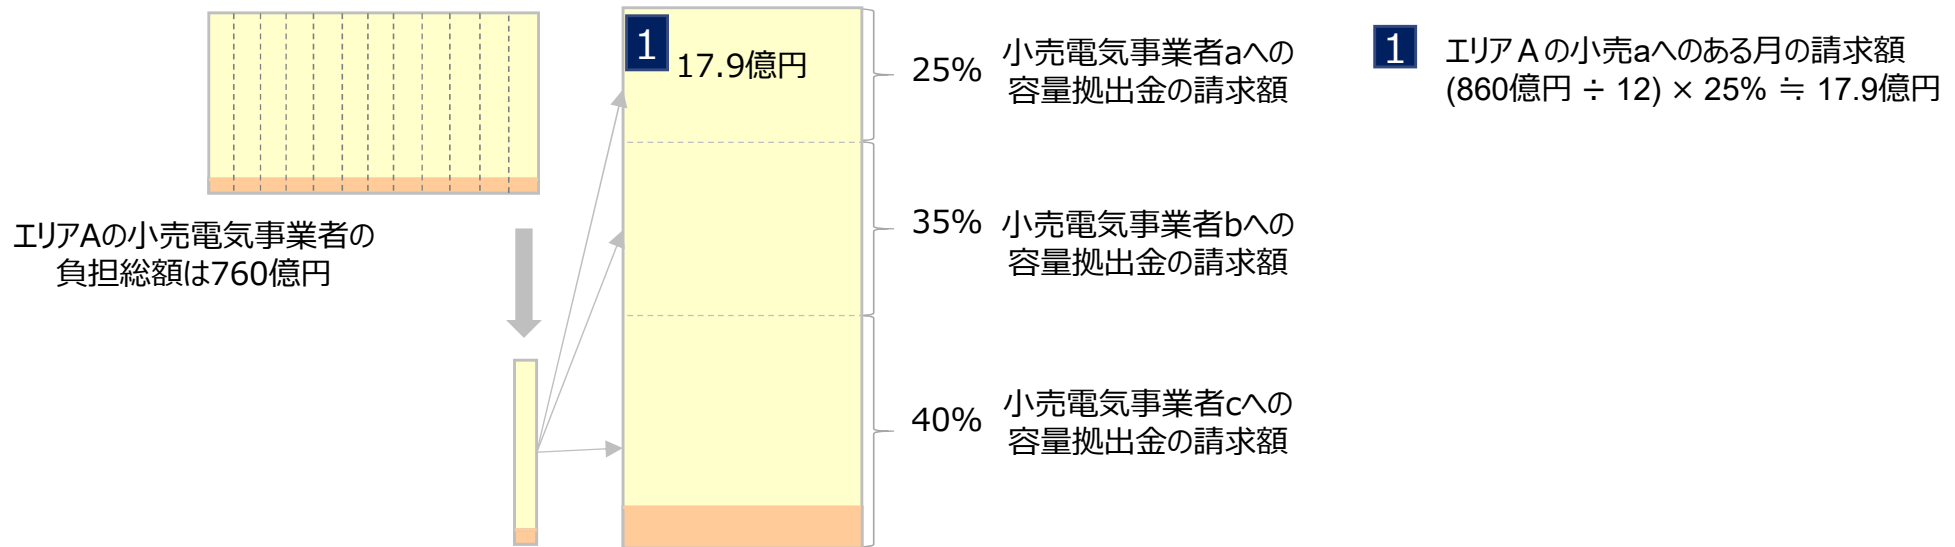 エリアAの小売電気事業者の
負担総額は760億円
1
17.9億円
25%
小売電気事業者aへの
容量拠出金の請求額
35%
小売電気事業者bへの
容量拠出金の請求額
40%
小売電気事業者cへの
容量拠出金の請求額
1
エリアAの小売aへのある月の請求額
(860億円 ÷ 12) × 25% ≒ 17.9億円